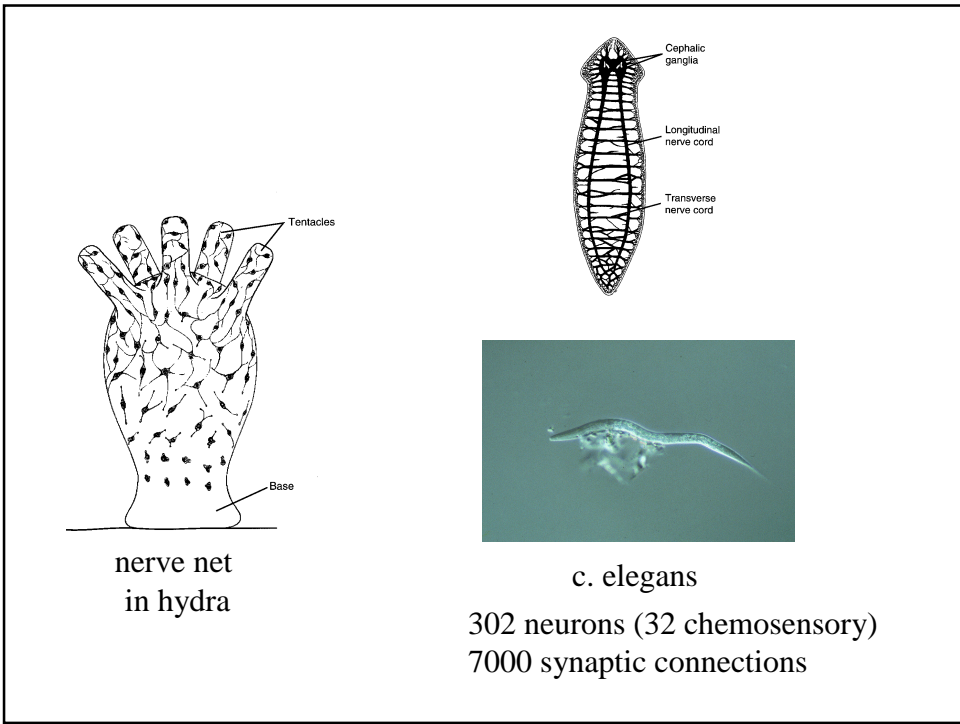 Cephalic
ganglia
Longitudinal
nerve cord
Transverse
nerve cord
Tentacles
Base
nerve net
in hydra
c. elegans
302 neurons (32 chemosensory)
7000 synaptic connections